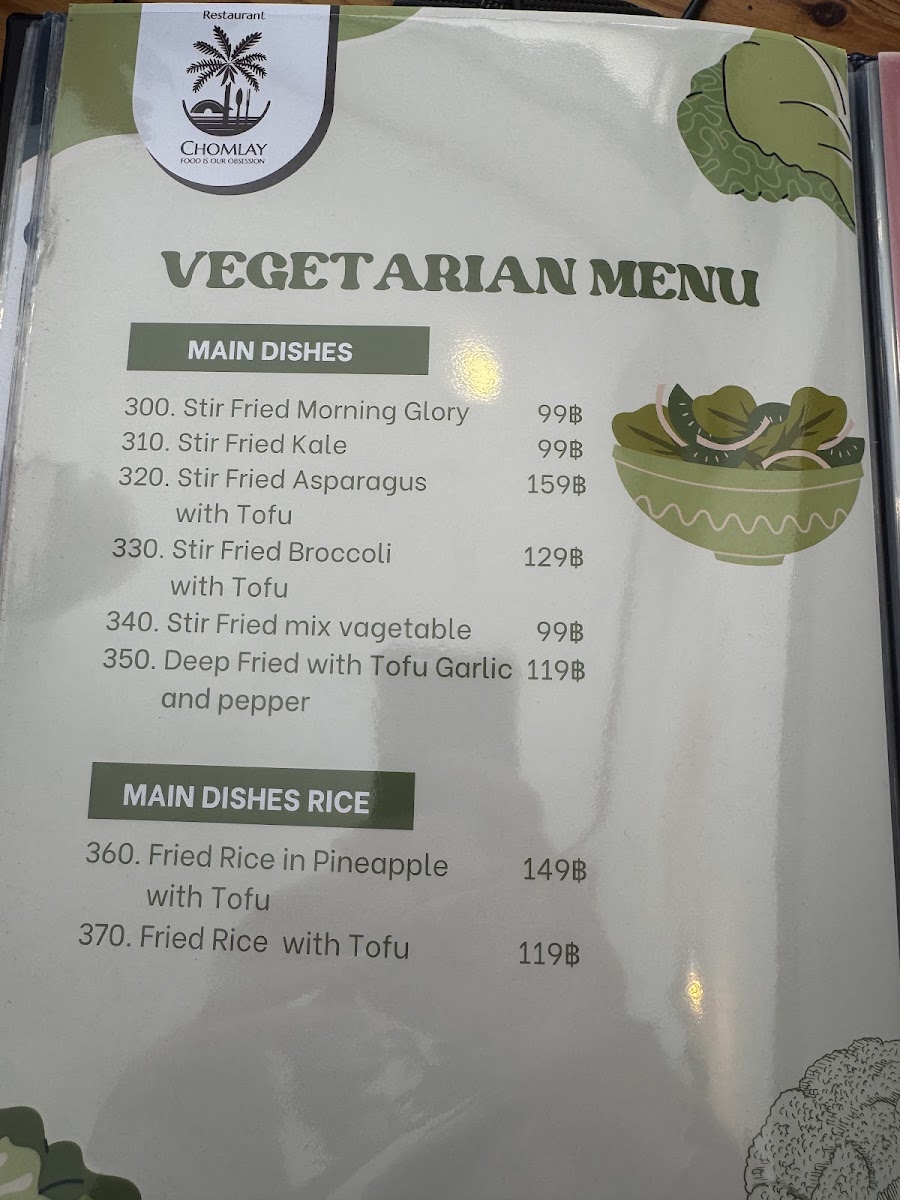 Restaurant
CHOMLAY
FOOD IS OUR OBSESSION
VEGETARIAN MENU
MAIN DISHES
300. Stir Fried Morning Glory 99฿
310. Stir Fried Kale 99฿
320. Stir Fried Asparagus 159฿
with Tofu
330. Stir Fried Broccoli 129฿
with Tofu
340. Stir Fried mix vagetable 99฿
350. Deep Fried with Tofu Garlic 119฿
and pepper
MAIN DISHES RICE
360. Fried Rice in Pineapple 149฿
with Tofu
370. Fried Rice with Tofu 119฿